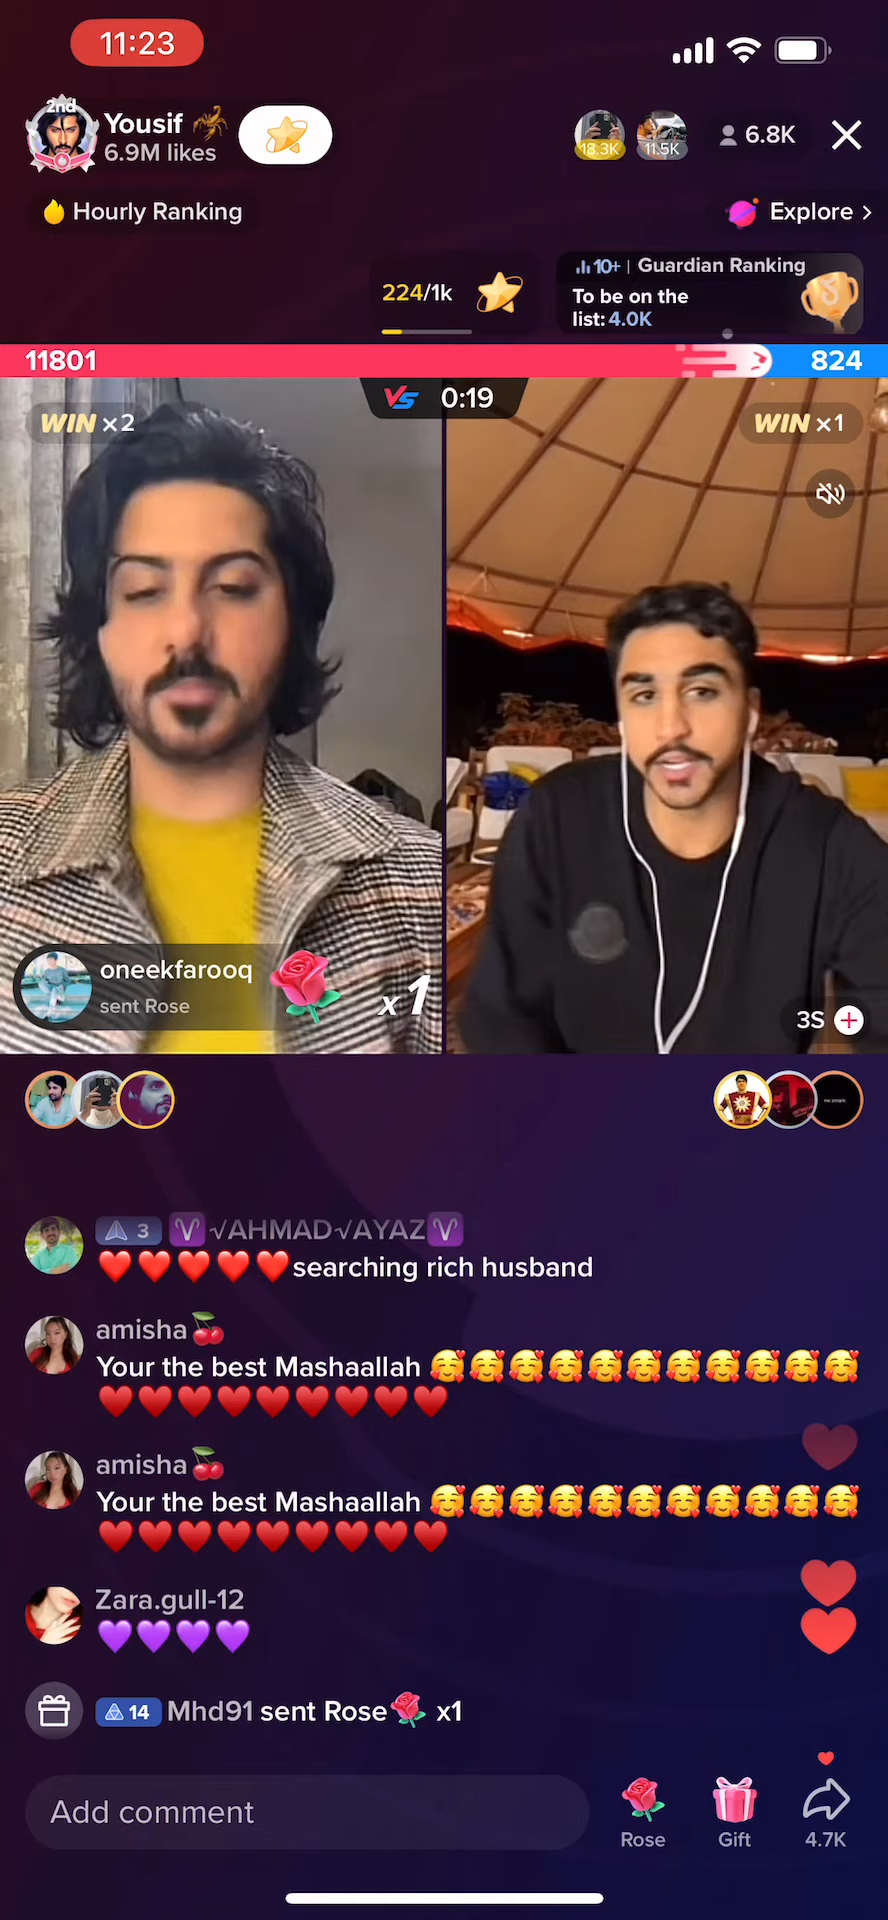 11:23
2nd
Yousif 🦂
6.9M likes
18.3K
11.5K
6.8K
Hourly Ranking
Explore >
224/1k
10+ | Guardian Ranking
To be on the
list: 4.0K
11801
824
VS 0:19
WIN x2
WIN x1
oneekfarooq
sent Rose
x1
3S +
3 ♈√AHMAD√AYAZ♈
❤️❤️❤️❤️❤️searching rich husband
amisha🍒
Your the best Mashaallah 🥰🥰🥰🥰🥰🥰🥰🥰🥰🥰🥰
♥️♥️♥️♥️♥️♥️♥️♥️♥️
amisha🍒
Your the best Mashaallah 🥰🥰🥰🥰🥰🥰🥰🥰🥰🥰🥰
♥️♥️♥️♥️♥️♥️♥️♥️♥️
Zara.gull-12
💜💜💜💜
14 Mhd91 sent Rose🌹 x1
Add comment
Rose
Gift
4.7K